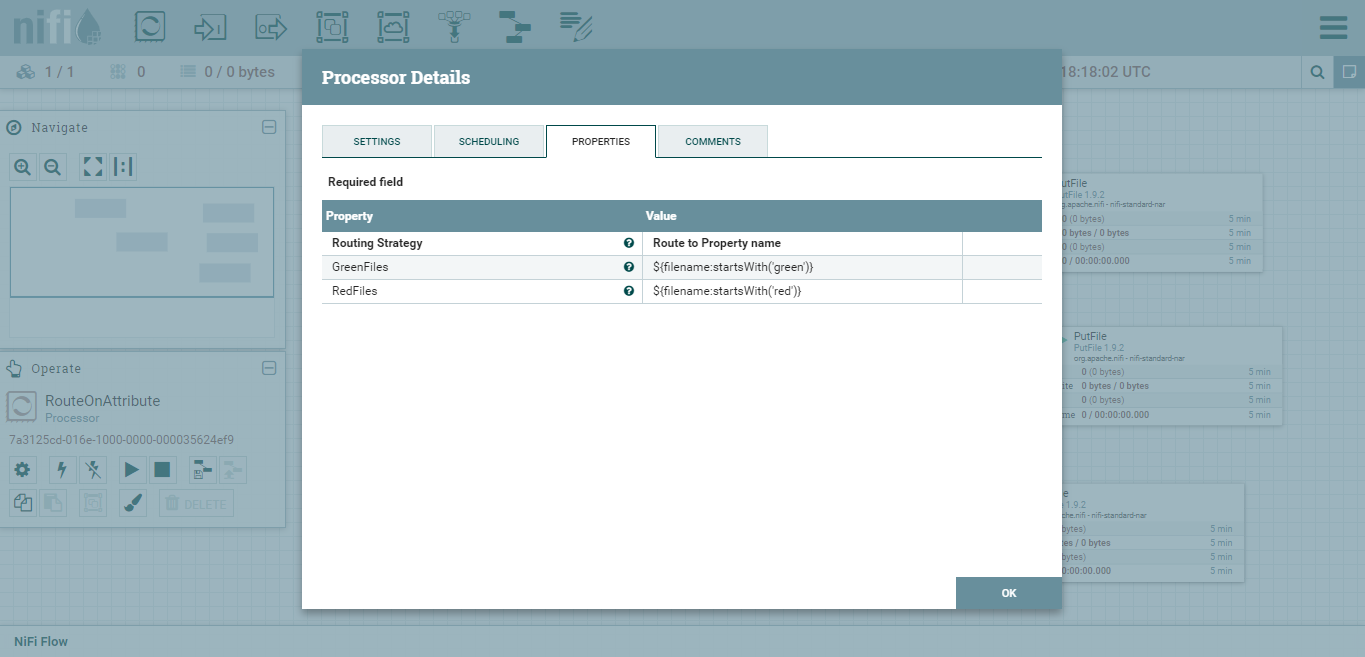 nifi
1 / 1
0
0 / 0 bytes
18:18:02 UTC
Processor Details
SETTINGS
SCHEDULING
PROPERTIES
COMMENTS
Required field
Property
Value
Routing Strategy
Route to Property name
GreenFiles
${filename:startsWith('green')}
RedFiles
${filename:startsWith('red')}
OK
Navigate
Operate
RouteOnAttribute
Processor
7a3125cd-016e-1000-0000-000035624ef9
DELETE
utFile
utFile 1.9.2
g.apache.nifi - nifi-standard-nar
0 (0 bytes) 5 min
0 bytes / 0 bytes 5 min
0 (0 bytes) 5 min
0 / 00:00:00.000 5 min
PutFile
PutFile 1.9.2
org.apache.nifi - nifi-standard-nar
0 (0 bytes) 5 min
te 0 bytes / 0 bytes 5 min
0 (0 bytes) 5 min
me 0 / 00:00:00.000 5 min
e
1.9.2
che.nifi - nifi-standard-nar
bytes) 5 min
es / 0 bytes 5 min
bytes) 5 min
0:00:00.000 5 min
NiFi Flow